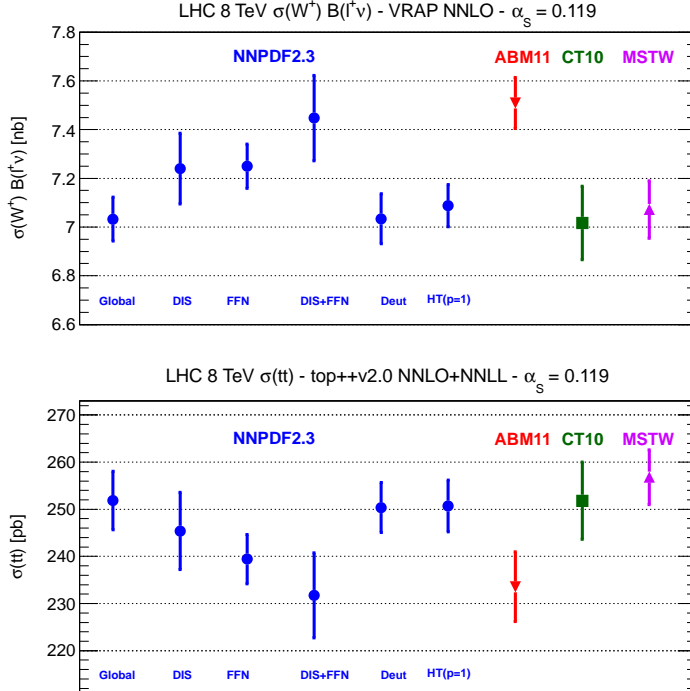 LHC 8 TeV σ(W⁺) B(l⁺ν) - VRAP NNLO - α_S = 0.119
7.8
NNPDF2.3 ABM11 CT10 MSTW
7.6
7.4
7.2
7
6.8
6.6
σ(W⁺) B(l⁺ν) [nb]
Global DIS FFN DIS+FFN Deut HT(p=1)
LHC 8 TeV σ(tt) - top++v2.0 NNLO+NNLL - α_S = 0.119
270
NNPDF2.3 ABM11 CT10 MSTW
260
250
240
230
220
σ(tt) [pb]
Global DIS FFN DIS+FFN Deut HT(p=1)